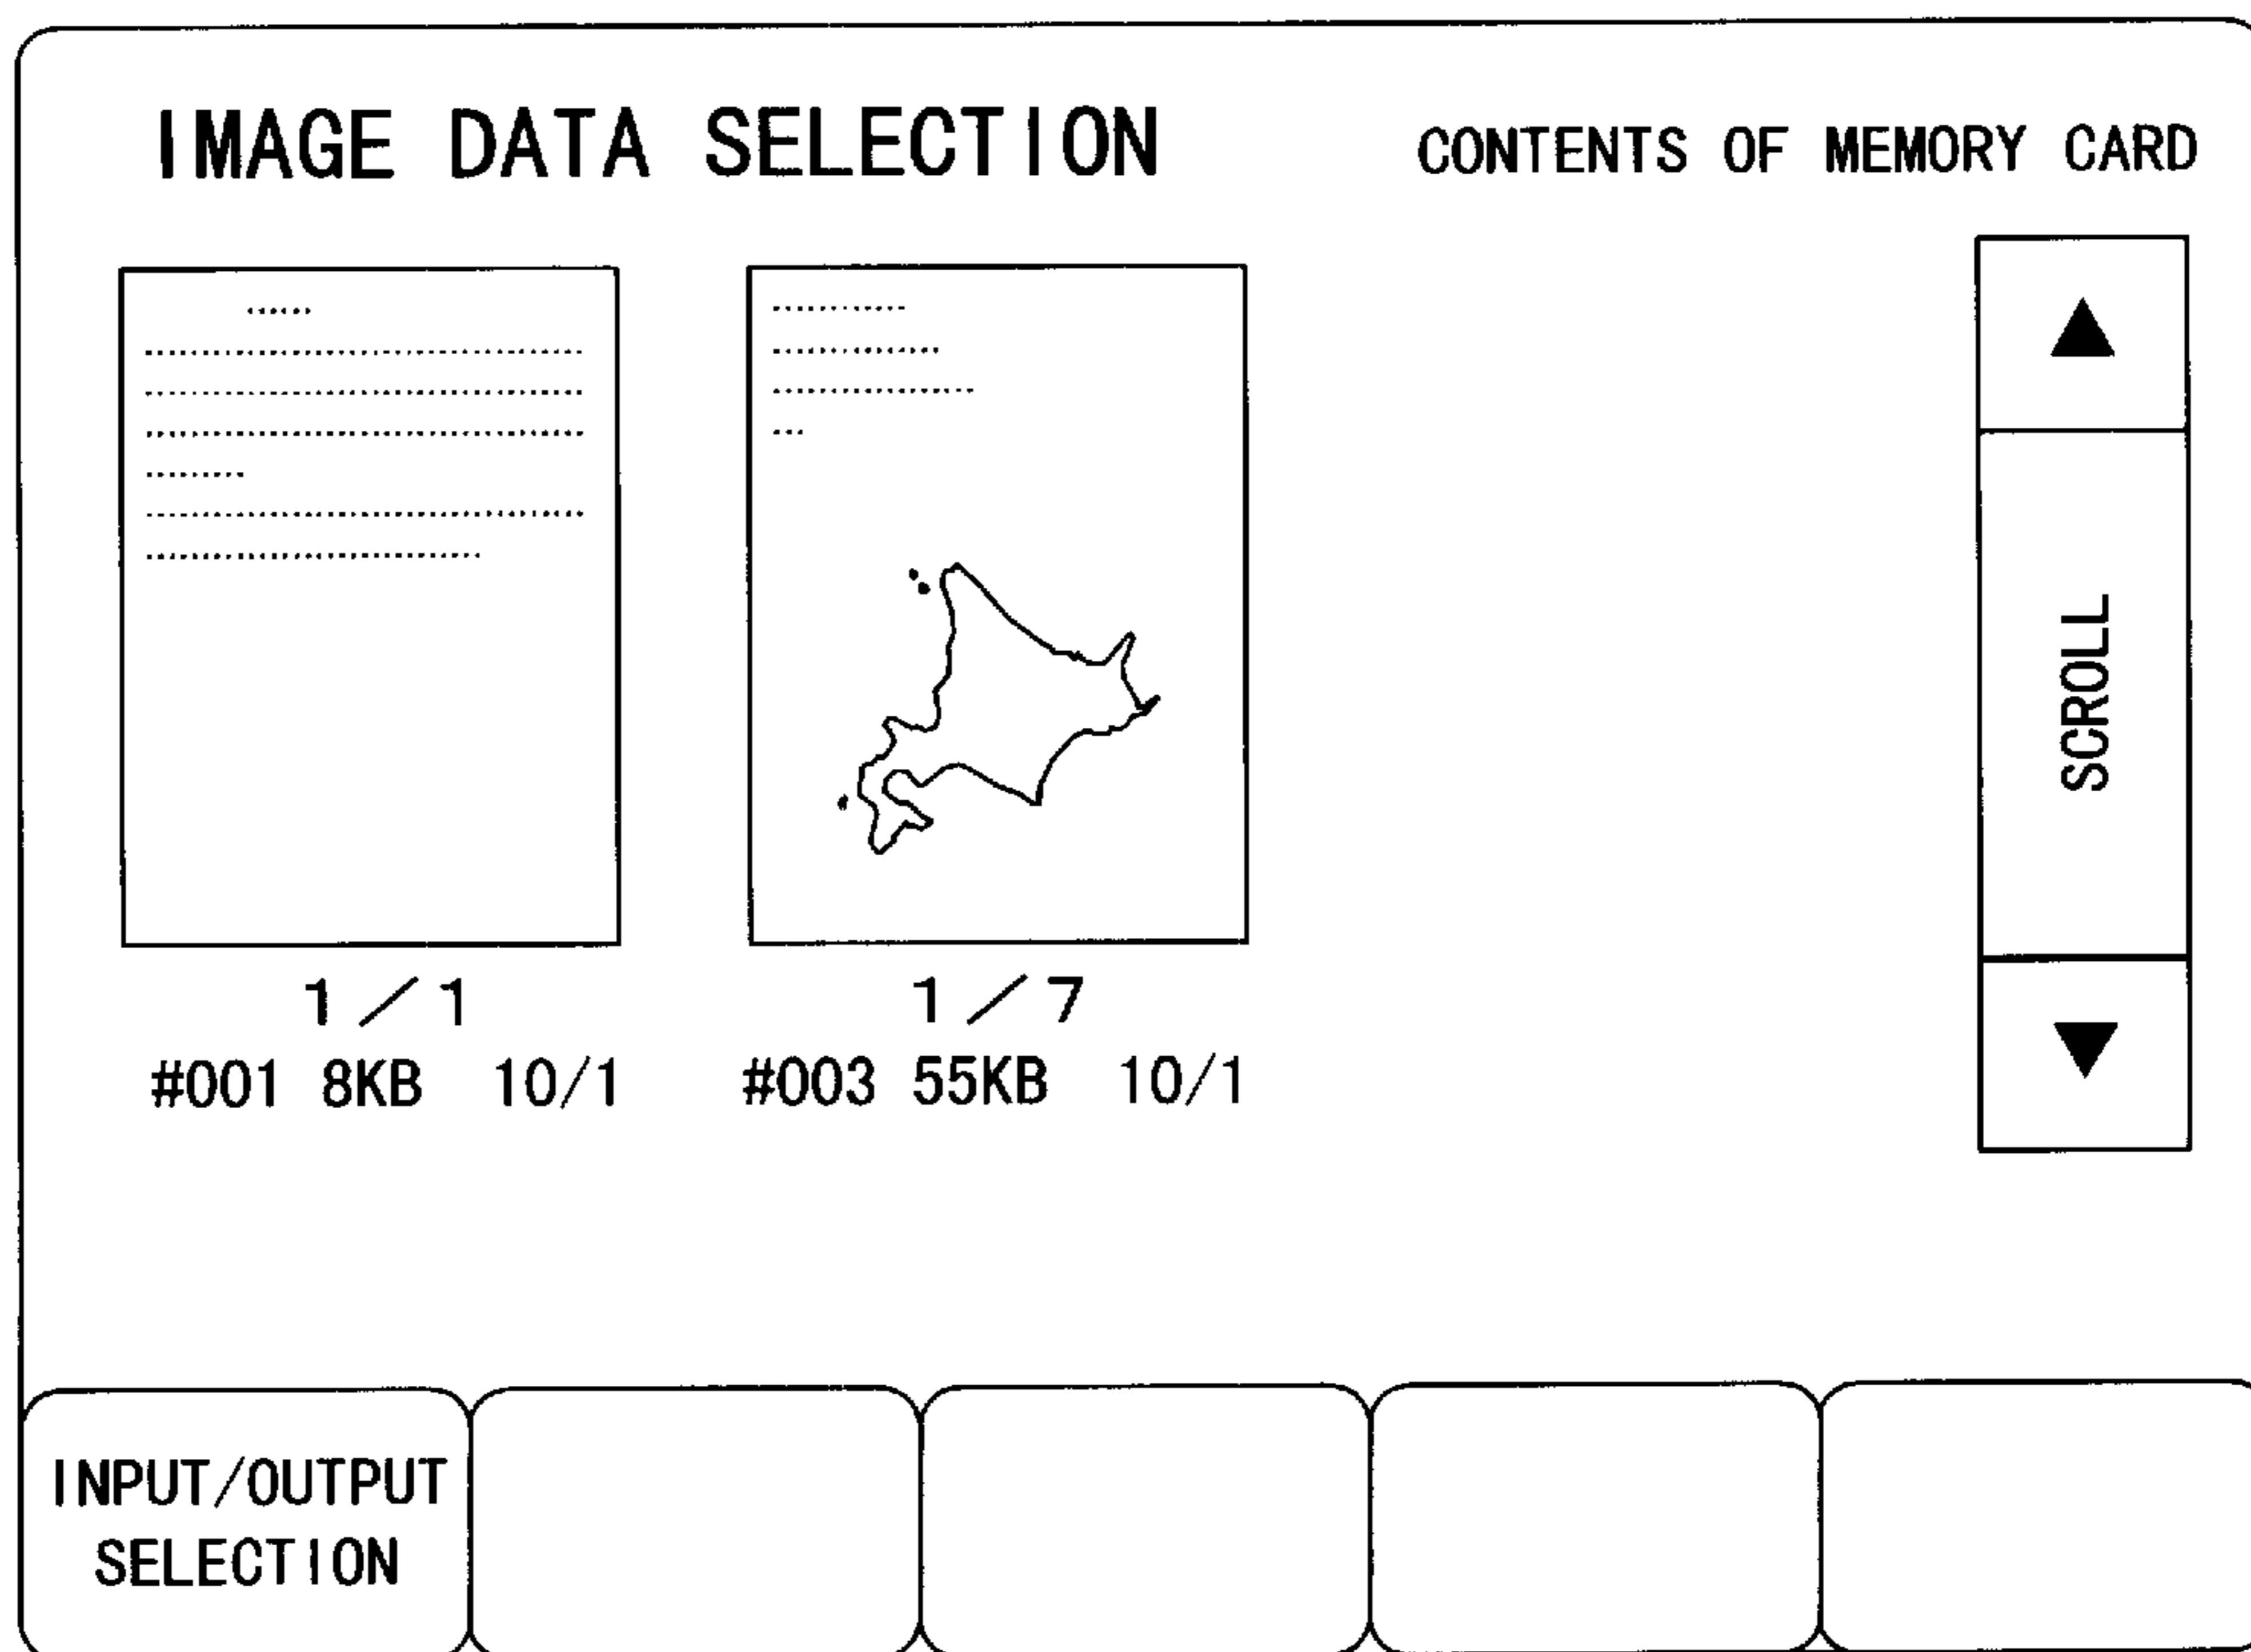 IMAGE DATA SELECTION
CONTENTS OF MEMORY CARD
1/1
#001 8KB 10/1
1/7
#003 55KB 10/1
SCROLL
INPUT/OUTPUT
SELECTION